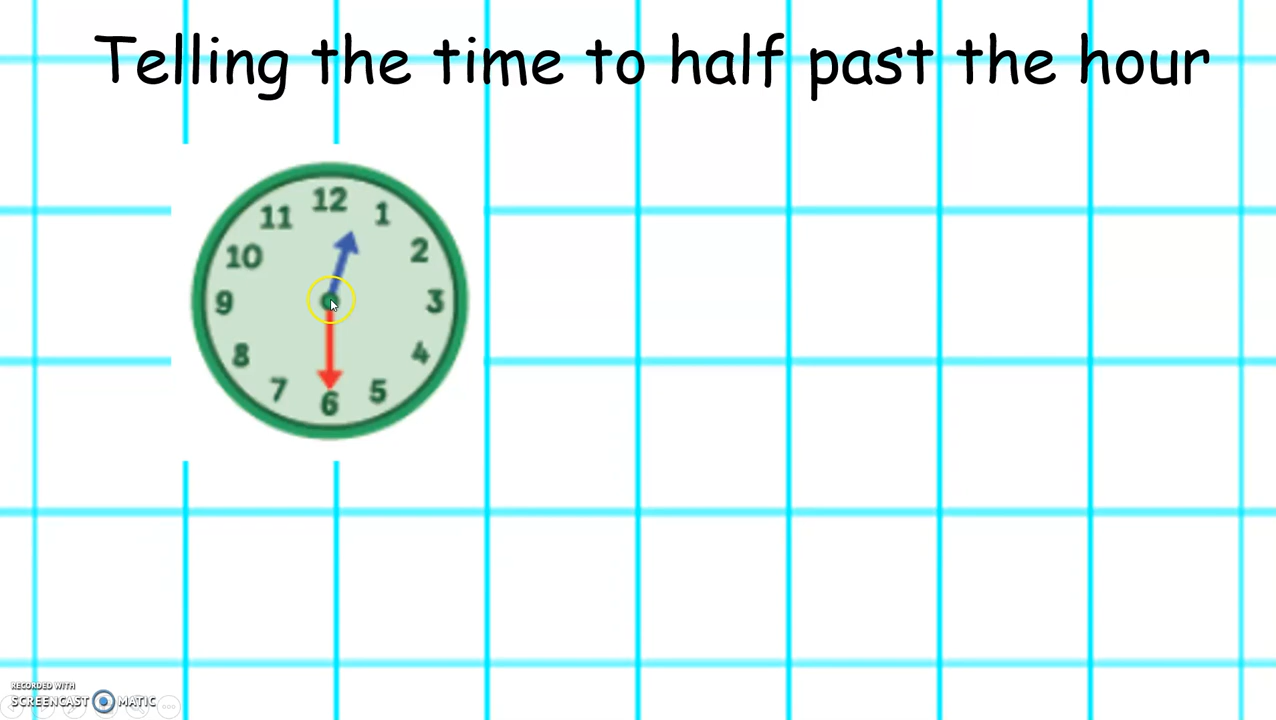 Telling the time to half past the hour
12
11 1
10 2
9 3
8 4
7 5
6
RECORDED WITH
SCREENCAST MATIC